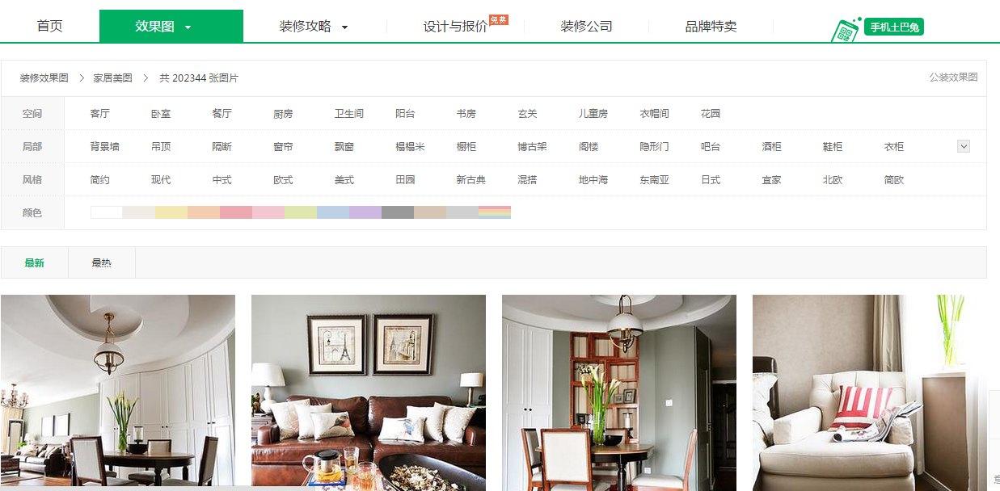 首页 效果图 装修攻略 设计与报价 免费 装修公司 品牌特卖 手机土巴兔
装修效果图 > 家居美图 > 共 202344 张图片 公装效果图
空间 客厅 卧室 餐厅 厨房 卫生间 阳台 书房 玄关 儿童房 衣帽间 花园
局部 背景墙 吊顶 隔断 窗帘 飘窗 榻榻米 橱柜 博古架 阁楼 隐形门 吧台 酒柜 鞋柜 衣柜
风格 简约 现代 中式 欧式 美式 田园 新古典 混搭 地中海 东南亚 日式 宜家 北欧 简欧
颜色
最新 最热